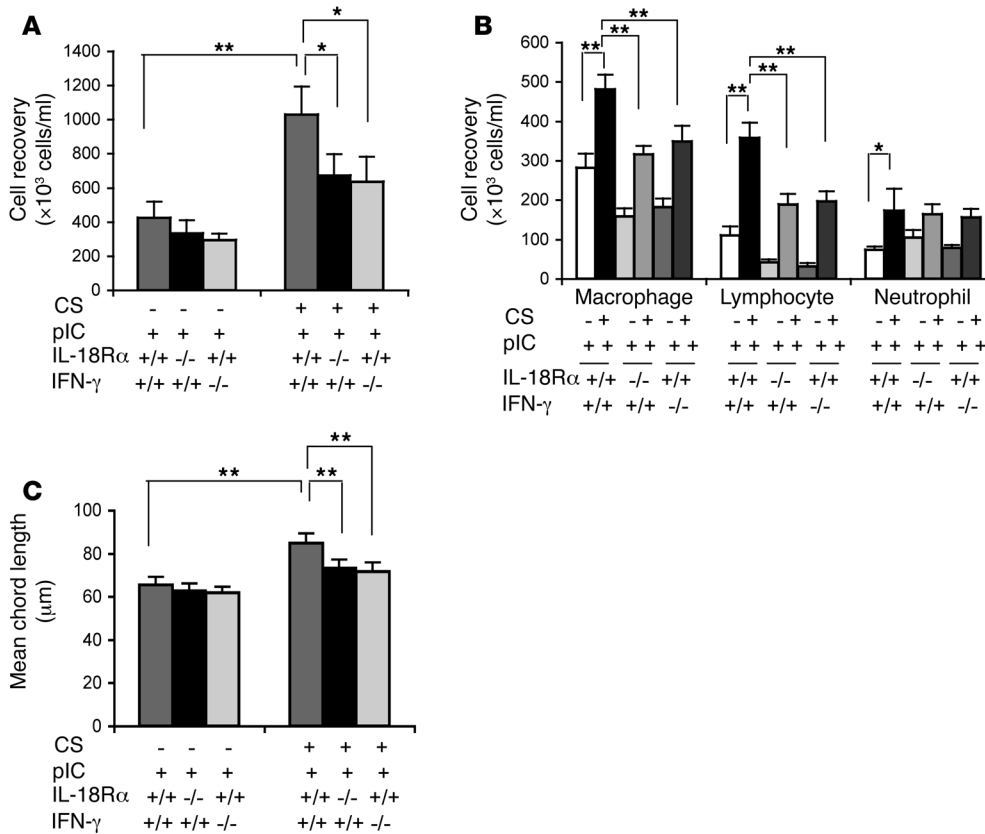 A
Cell recovery
(×10³ cells/ml)
1400
1200
1000
800
600
400
200
0
**
*
*
CS - - - + + +
pIC + + + + + +
IL-18Rα +/+ -/- +/+ +/+ -/- +/+
IFN-γ +/+ +/+ -/- +/+ +/+ -/-
B
Cell recovery
(×10³ cells/ml)
600
500
400
300
200
100
0
**
**
**
**
**
**
*
Macrophage Lymphocyte Neutrophil
CS - + - + - + - + - + - + - + - + - +
pIC + + + + + + + + + + + + + + + + + +
IL-18Rα +/+ -/- +/+ +/+ -/- +/+ +/+ -/- +/+
IFN-γ +/+ +/+ -/- +/+ +/+ -/- +/+ +/+ -/-
C
Mean chord length
(μm)
100
80
60
40
20
0
**
**
**
CS - - - + + +
pIC + + + + + +
IL-18Rα +/+ -/- +/+ +/+ -/- +/+
IFN-γ +/+ +/+ -/- +/+ +/+ -/-